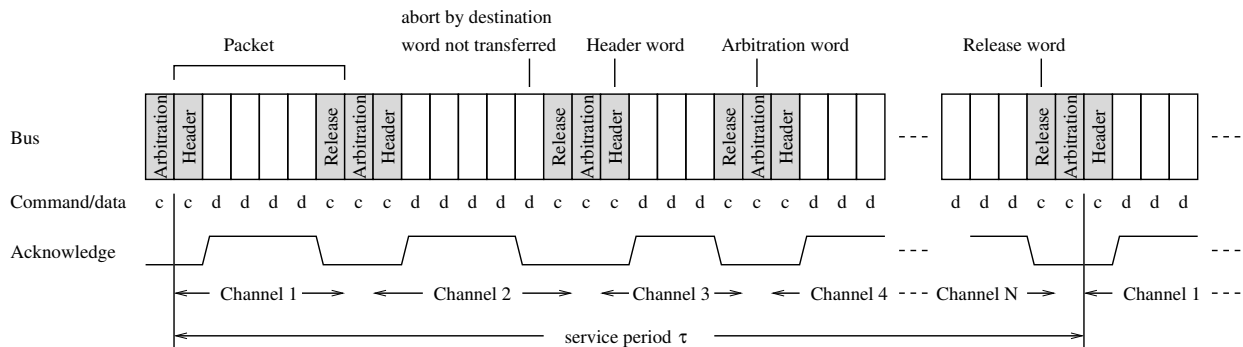 abort by destination
word not transferred
Packet
Header word
Arbitration word
Release word
Bus
Arbitration Header Release Arbitration Header Release Arbitration Header Release Arbitration Header Release Arbitration Header
Command/data c c d d d d c c c d d d d d c c c d d d c c c d d d d d d c c c d d d
Acknowledge
Channel 1 Channel 2 Channel 3 Channel 4 Channel N Channel 1
service period τ